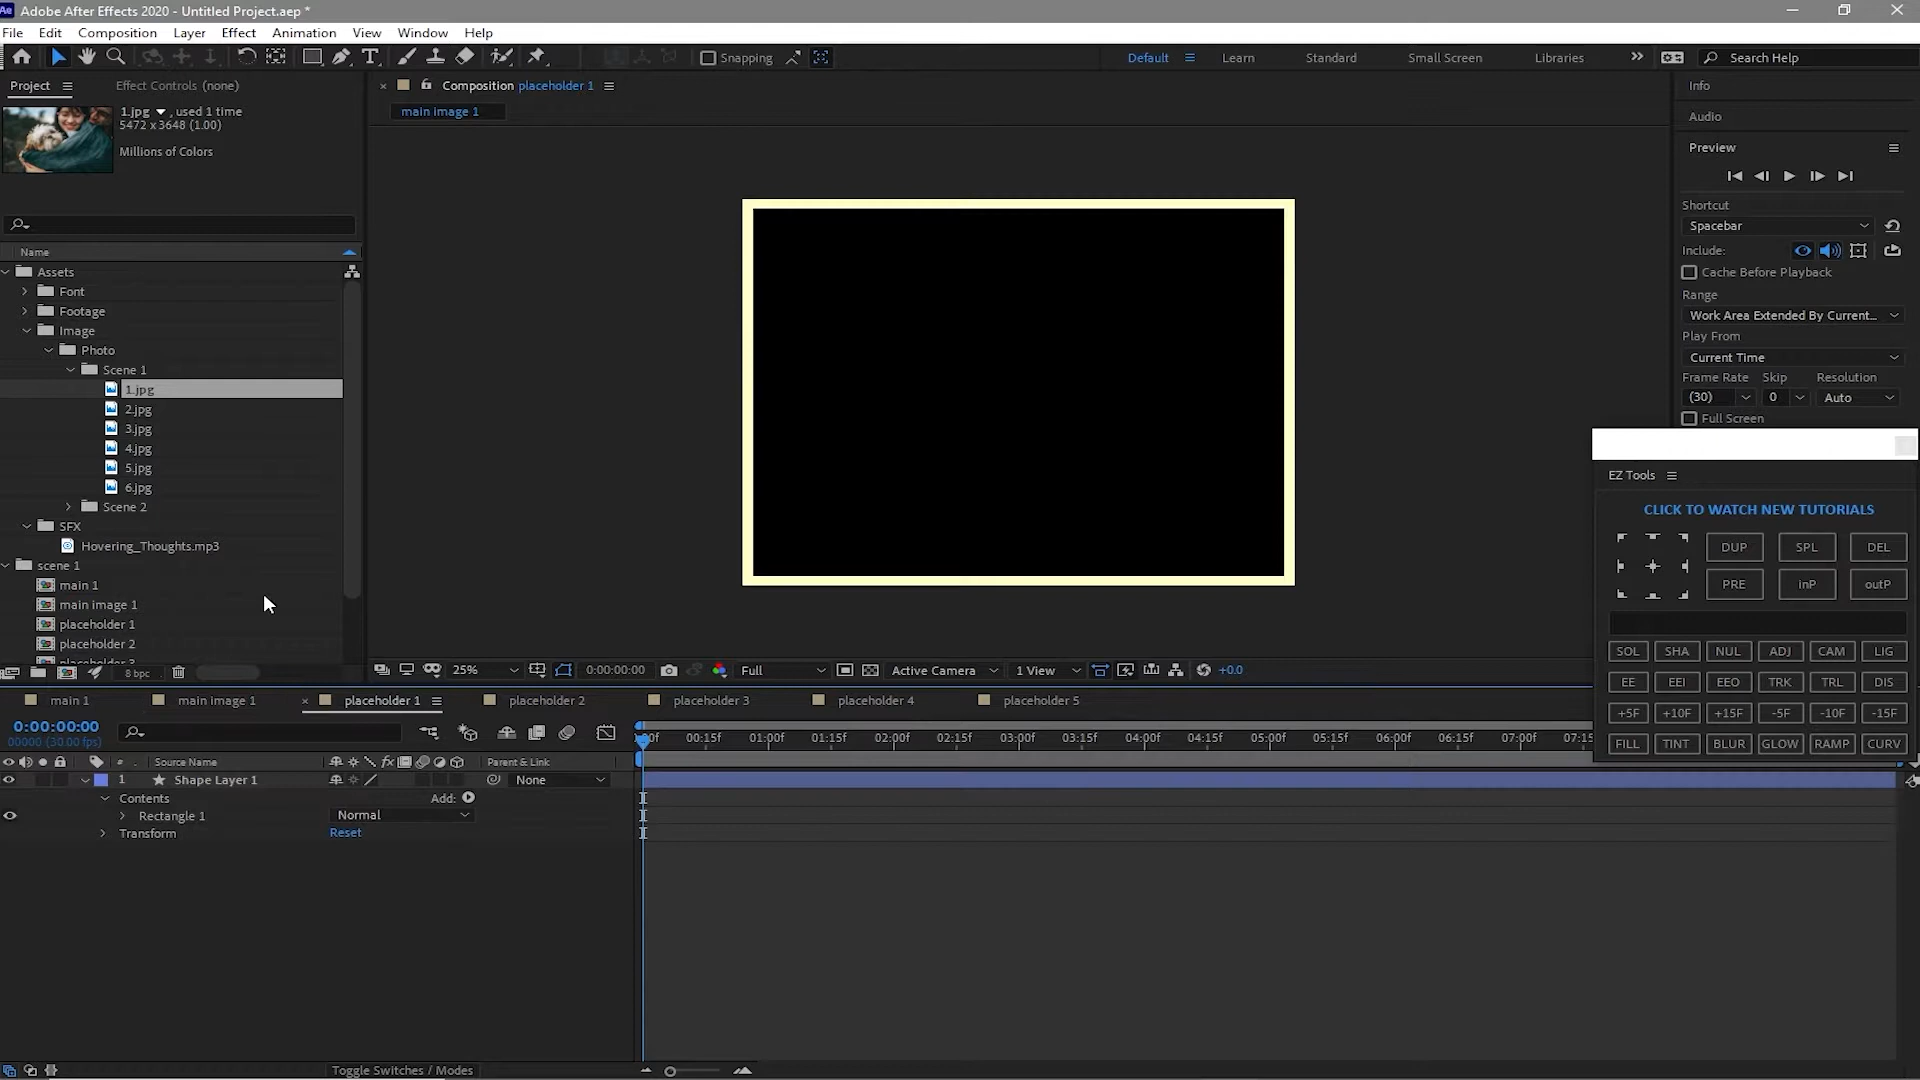 Ae Adobe After Effects 2020 - Untitled Project.aep *
File Edit Composition Layer Effect Animation View Window Help
T Snapping Default Learn Standard Small Screen Libraries Search Help
Project Effect Controls (none)
1.jpg , used 1 time
5472 x 3648 (1.00)
Millions of Colors
Name
Assets
Font
Footage
Image
Photo
Scene 1
1.jpg
2.jpg
3.jpg
4.jpg
5.jpg
6.jpg
Scene 2
SFX
Hovering_Thoughts.mp3
scene 1
main 1
main image 1
placeholder 1
placeholder 2
placeholder 3
8 bpc
Composition placeholder 1
main image 1
25% 0:00:00:00 Full Active Camera 1 View +0.0
Info
Audio
Preview
Shortcut
Spacebar
Include:
Cache Before Playback
Range
Work Area Extended By Current...
Play From
Current Time
Frame Rate Skip Resolution
(30) 0 Auto
Full Screen
EZ Tools
CLICK TO WATCH NEW TUTORIALS
DUP SPL DEL
PRE inP outP
SOL SHA NUL ADJ CAM LIG
EE EEI EEO TRK TRL DIS
+5F +10F +15F -5F -10F -15F
FILL TINT BLUR GLOW RAMP CURV
main 1 main image 1 placeholder 1 placeholder 2 placeholder 3 placeholder 4 placeholder 5
0:00:00:00
00000 (30.00 fps)
:00f 00:15f 01:00f 01:15f 02:00f 02:15f 03:00f 03:15f 04:00f 04:15f 05:00f 05:15f 06:00f 06:15f 07:00f 07:15
# Source Name fx Parent & Link
1 Shape Layer 1 None
Contents Add:
Rectangle 1 Normal
Transform Reset
Toggle Switches / Modes